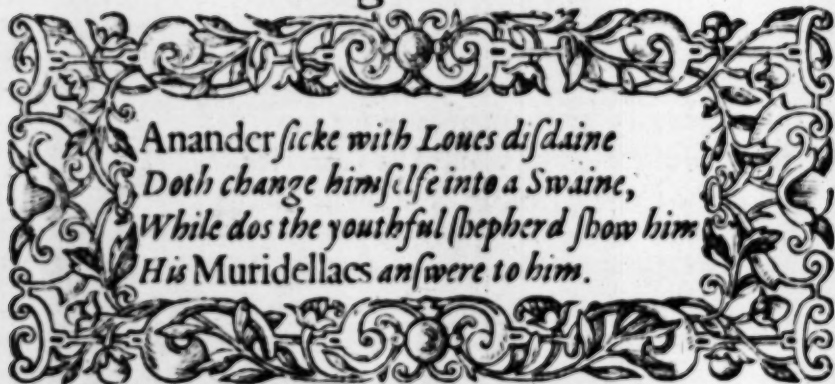 Anander ſicke with Loues diſdaine
Doth change himſelfe into a Swaine,
While dos the youthful ſhepherd ſhow him
His Muridellaes anſwere to him.